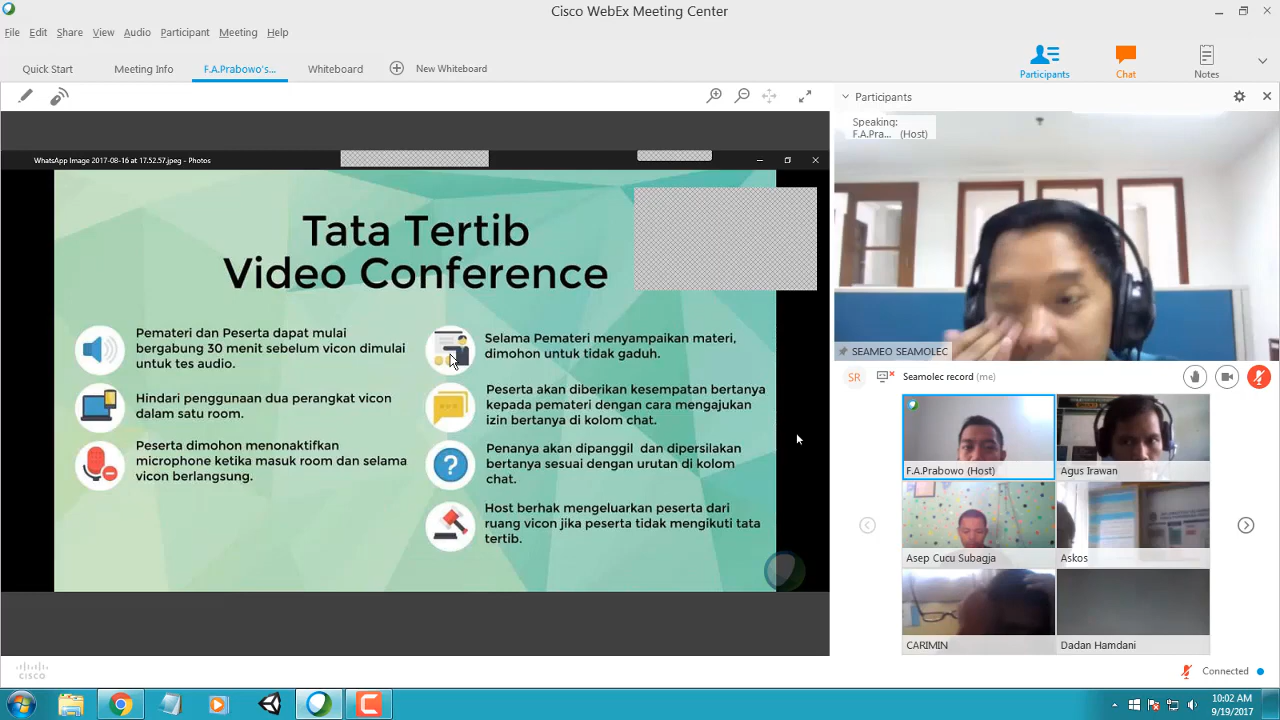 Cisco WebEx Meeting Center
File Edit Share View Audio Participant Meeting Help
Quick Start
Meeting Info
F.A.Prabowo's...
Whiteboard
New Whiteboard
Participants
Chat
Notes
WhatsApp Image 2017-08-16 at 17.52.57.jpeg - Photos
Tata Tertib
Video Conference
Pemateri dan Peserta dapat mulai
bergabung 30 menit sebelum vicon dimulai
untuk tes audio.
Hindari penggunaan dua perangkat vicon
dalam satu room.
Peserta dimohon menonaktifkan
microphone ketika masuk room dan selama
vicon berlangsung.
Selama Pemateri menyampaikan materi,
dimohon untuk tidak gaduh.
Peserta akan diberikan kesempatan bertanya
kepada pemateri dengan cara mengajukan
izin bertanya di kolom chat.
Penanya akan dipanggil dan dipersilakan
bertanya sesuai dengan urutan di kolom
chat.
Host berhak mengeluarkan peserta dari
ruang vicon jika peserta tidak mengikuti tata
tertib.
Participants
Speaking:
F.A.Pra... (Host)
SEAMEO SEAMOLEC
SR
Seamolec record (me)
F.A.Prabowo (Host)
Agus Irawan
Asep Cucu Subagja
Askos
CARIMIN
Dadan Hamdani
cisco
Connected
10:02 AM
9/19/2017